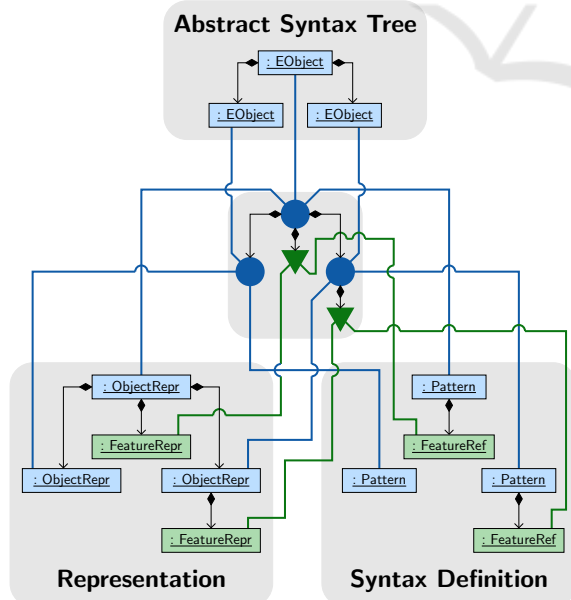 Abstract Syntax Tree
: EObject
: EObject
: EObject
: ObjectRepr
: Pattern
: FeatureRepr
: FeatureRef
: ObjectRepr
: ObjectRepr
: Pattern
: Pattern
: FeatureRepr
: FeatureRef
Representation
Syntax Definition